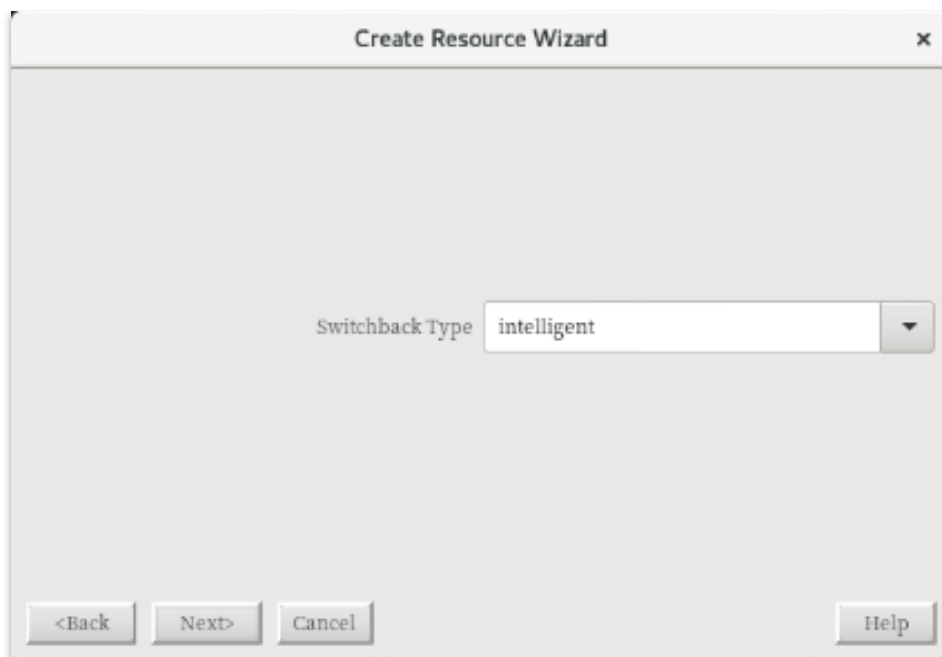 Create Resource Wizard ×
Switchback Type intelligent
<Back Next> Cancel Help